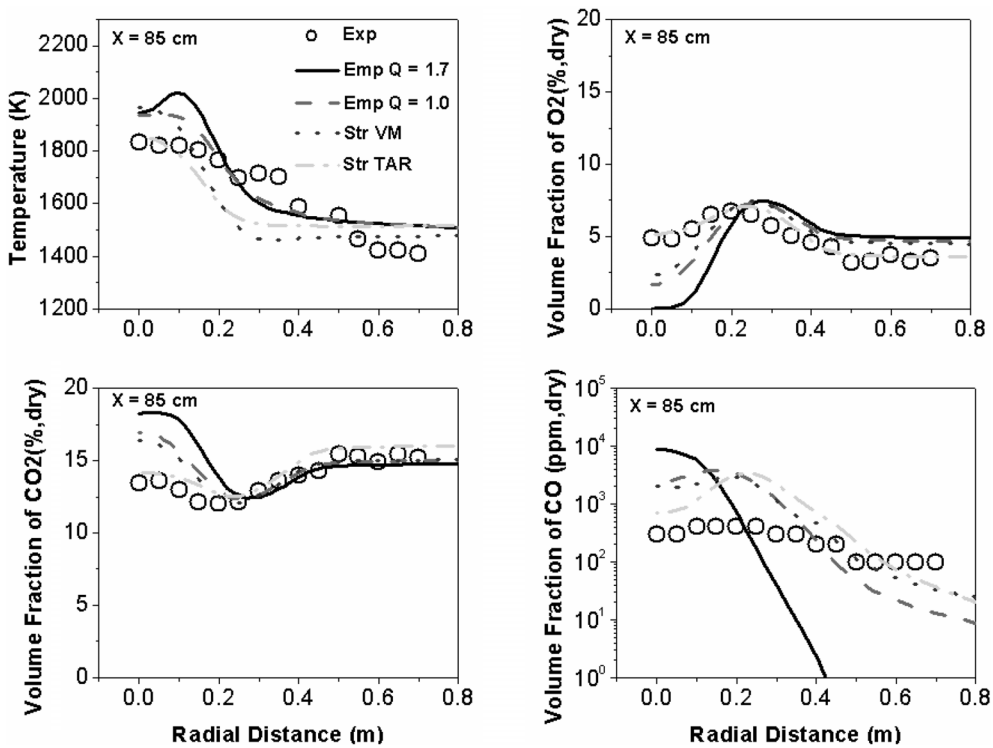 X = 85 cm
Exp
Emp Q = 1.7
Emp Q = 1.0
Str VM
Str TAR
Temperature (K)
2200
2000
1800
1600
1400
1200
0.0 0.2 0.4 0.6 0.8
X = 85 cm
Volume Fraction of O2(%,dry)
20
15
10
5
0
0.0 0.2 0.4 0.6 0.8
X = 85 cm
Volume Fraction of CO2(%,dry)
20
15
10
5
0
0.0 0.2 0.4 0.6 0.8
Radial Distance (m)
X = 85 cm
Volume Fraction of CO (ppm,dry)
10^5
10^4
10^3
10^2
10^1
10^0
0.0 0.2 0.4 0.6 0.8
Radial Distance (m)